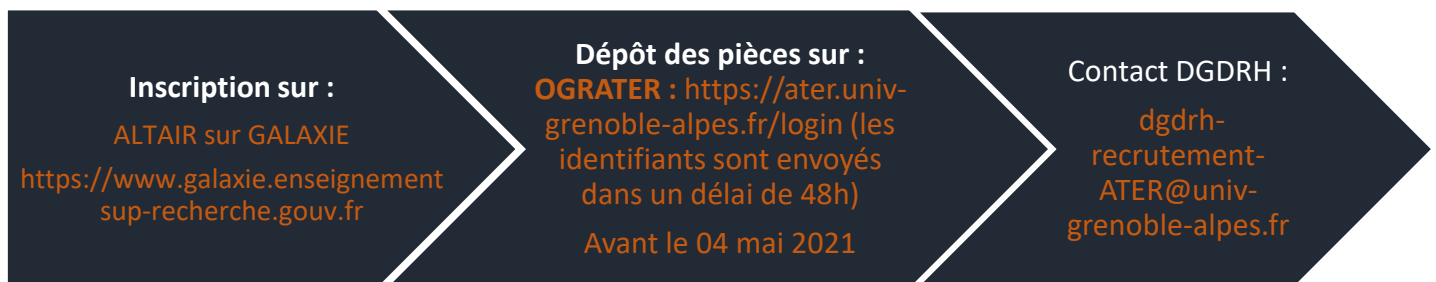 Inscription sur :
ALTAIR sur GALAXIE
https://www.galaxie.enseignement
sup-recherche.gouv.fr
Dépôt des pièces sur :
OGRATER : https://ater.univ-
grenoble-alpes.fr/login (les
identifiants sont envoyés
dans un délai de 48h)
Avant le 04 mai 2021
Contact DGDRH :
dgdrh-
recrutement-
ATER@univ-
grenoble-alpes.fr